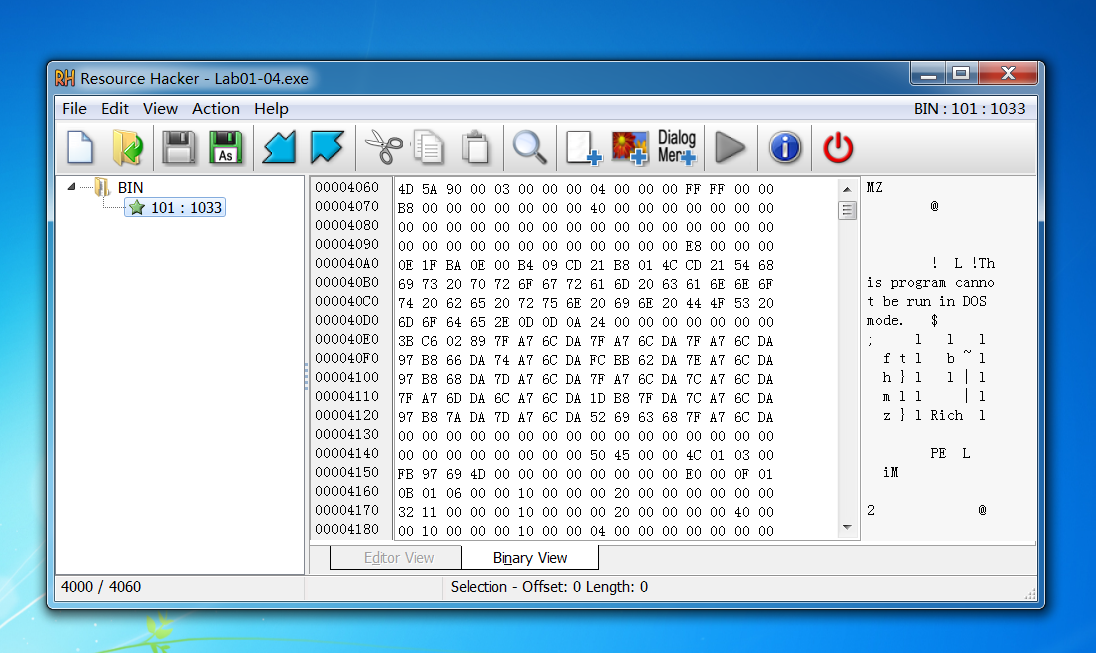 RH Resource Hacker - Lab01-04.exe
File Edit View Action Help BIN : 101 : 1033
As Dialog Mer
BIN
101 : 1033
00004060 4D 5A 90 00 03 00 00 00 04 00 00 00 FF FF 00 00 MZ
00004070 B8 00 00 00 00 00 00 00 40 00 00 00 00 00 00 00 @
00004080 00 00 00 00 00 00 00 00 00 00 00 00 00 00 00 00
00004090 00 00 00 00 00 00 00 00 00 00 00 00 E8 00 00 00
000040A0 0E 1F BA 0E 00 B4 09 CD 21 B8 01 4C CD 21 54 68 ! L !Th
000040B0 69 73 20 70 72 6F 67 72 61 6D 20 63 61 6E 6E 6F is program canno
000040C0 74 20 62 65 20 72 75 6E 20 69 6E 20 44 4F 53 20 t be run in DOS
000040D0 6D 6F 64 65 2E 0D 0D 0A 24 00 00 00 00 00 00 00 mode. $
000040E0 3B C6 02 89 7F A7 6C DA 7F A7 6C DA 7F A7 6C DA ; l l l
000040F0 97 B8 66 DA 74 A7 6C DA FC BB 62 DA 7E A7 6C DA f t l b ~ l
00004100 97 B8 68 DA 7D A7 6C DA 7F A7 6C DA 7C A7 6C DA h } l l | l
00004110 7F A7 6D DA 6C A7 6C DA 1D B8 7F DA 7C A7 6C DA m l l | l
00004120 97 B8 7A DA 7D A7 6C DA 52 69 63 68 7F A7 6C DA z } l Rich l
00004130 00 00 00 00 00 00 00 00 00 00 00 00 00 00 00 00
00004140 00 00 00 00 00 00 00 00 50 45 00 00 4C 01 03 00 PE L
00004150 FB 97 69 4D 00 00 00 00 00 00 00 00 E0 00 0F 01 iM
00004160 0B 01 06 00 00 10 00 00 00 20 00 00 00 00 00 00
00004170 32 11 00 00 00 10 00 00 00 20 00 00 00 00 40 00 2 @
00004180 00 10 00 00 00 10 00 00 04 00 00 00 00 00 00 00
Editor View Binary View
4000 / 4060 Selection - Offset: 0 Length: 0